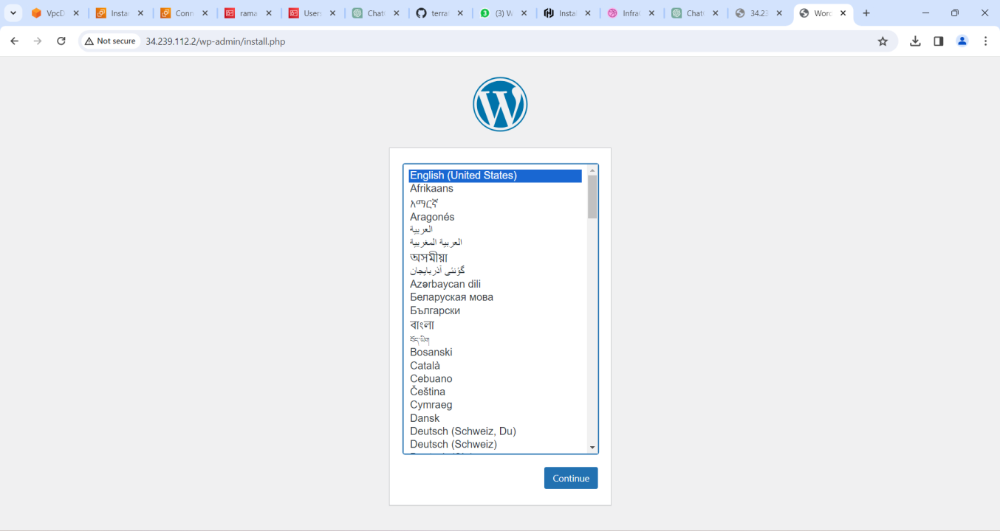 VpcD
Insta
Conn
rama
Users
Chat
terra
(3) W
Instal
Infra
Chat
34.23
Word
Not secure
34.239.112.2/wp-admin/install.php
English (United States)
Afrikaans
አማርኛ
Aragonés
العربية
العربية المغربية
অসমীয়া
گؤنئی آذربایجان
Azərbaycan dili
Беларуская мова
Български
বাংলা
བོད་ཡིག
Bosanski
Català
Cebuano
Čeština
Cymraeg
Dansk
Deutsch (Schweiz, Du)
Deutsch (Schweiz)
Continue